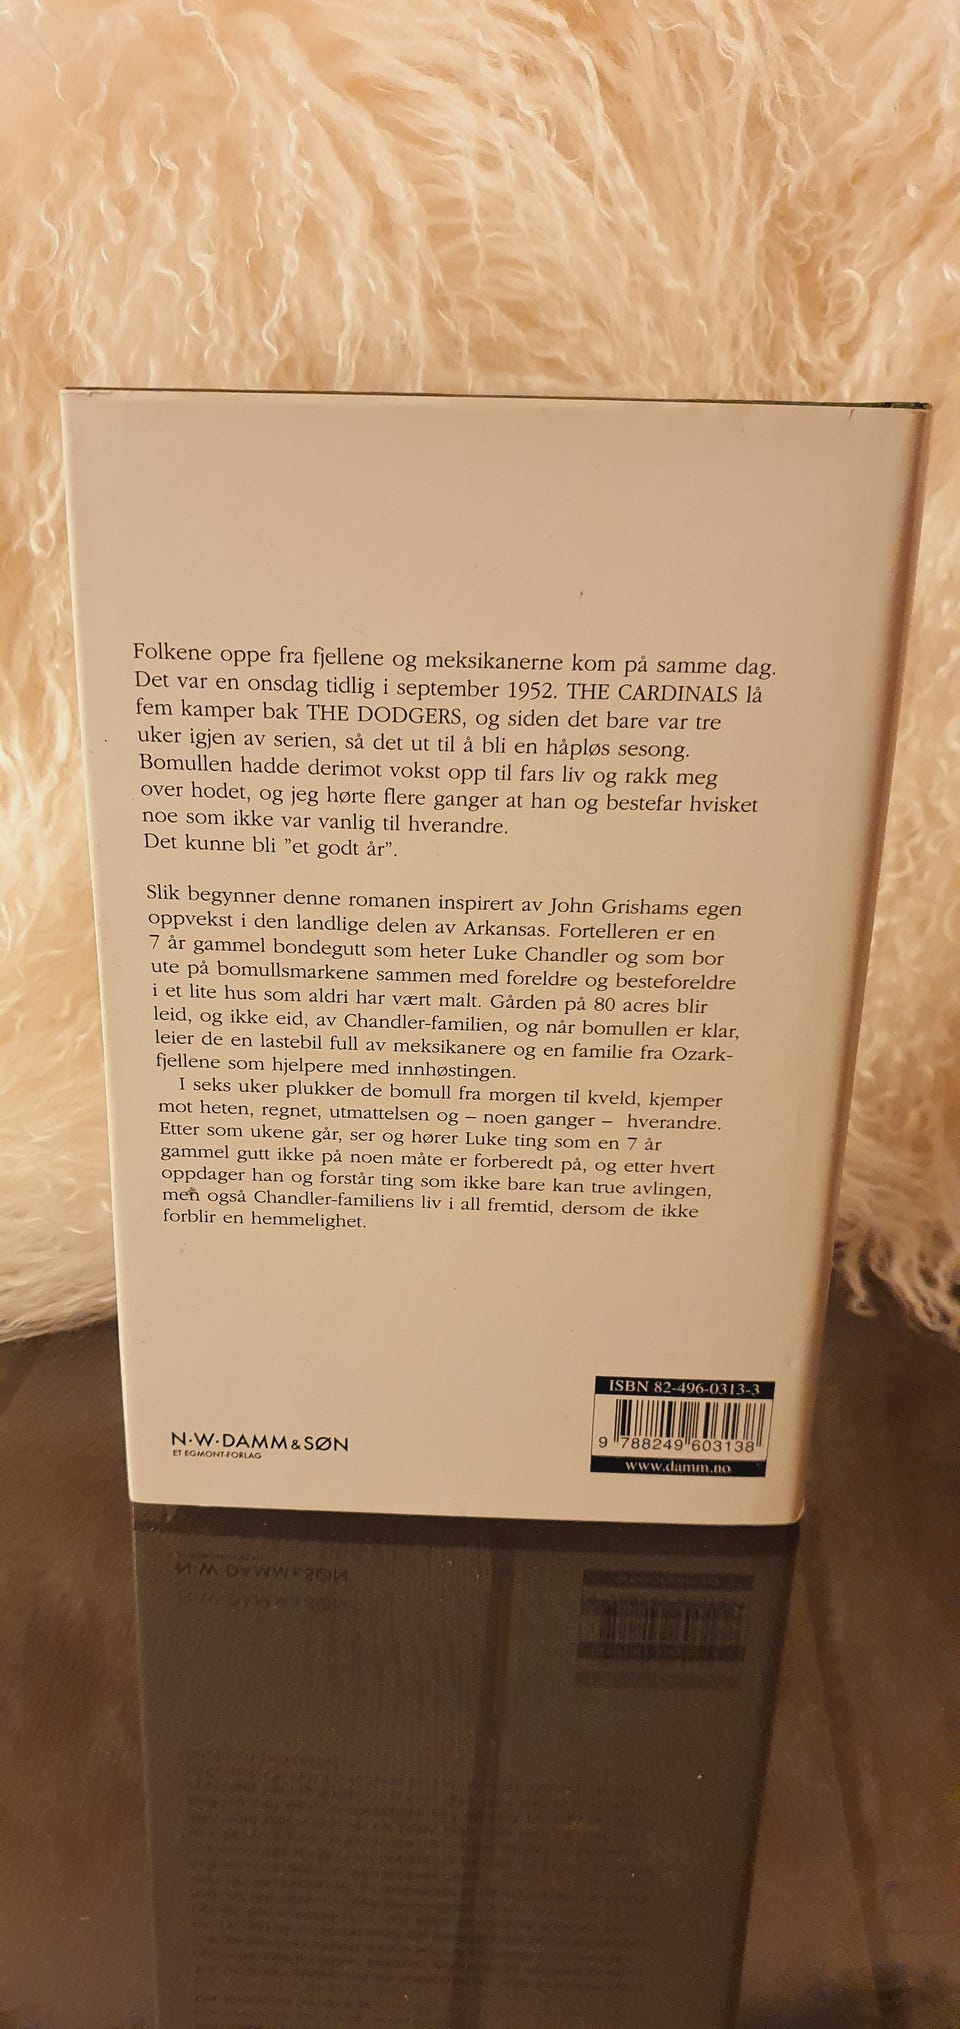 Folkene oppe fra fjellene og meksikanerne kom på samme dag.
Det var en onsdag tidlig i september 1952. THE CARDINALS lå
fem kamper bak THE DODGERS, og siden det bare var tre
uker igjen av serien, så det ut til å bli en håpløs sesong.
Bomullen hadde derimot vokst opp til fars liv og rakk meg
over hodet, og jeg hørte flere ganger at han og bestefar hvisket
noe som ikke var vanlig til hverandre.
Det kunne bli ”et godt år”.
Slik begynner denne romanen inspirert av John Grishams egen
oppvekst i den landlige delen av Arkansas. Fortelleren er en
7 år gammel bondegutt som heter Luke Chandler og som bor
ute på bomullsmarkene sammen med foreldre og besteforeldre
i et lite hus som aldri har vært malt. Gården på 80 acres blir
leid, og ikke eid, av Chandler-familien, og når bomullen er klar,
leier de en lastebil full av meksikanere og en familie fra Ozark-
fjellene som hjelpere med innhøstingen.
I seks uker plukker de bomull fra morgen til kveld, kjemper
mot heten, regnet, utmattelsen og – noen ganger – hverandre.
Etter som ukene går, ser og hører Luke ting som en 7 år
gammel gutt ikke på noen måte er forberedt på, og etter hvert
oppdager han og forstår ting som ikke bare kan true avlingen,
men også Chandler-familiens liv i all fremtid, dersom de ikke
forblir en hemmelighet.
ISBN 82-496-0313-3
9 788249 603138
www.damm.no
N·W·DAMM & SØN
ET EGMONT-FORLAG